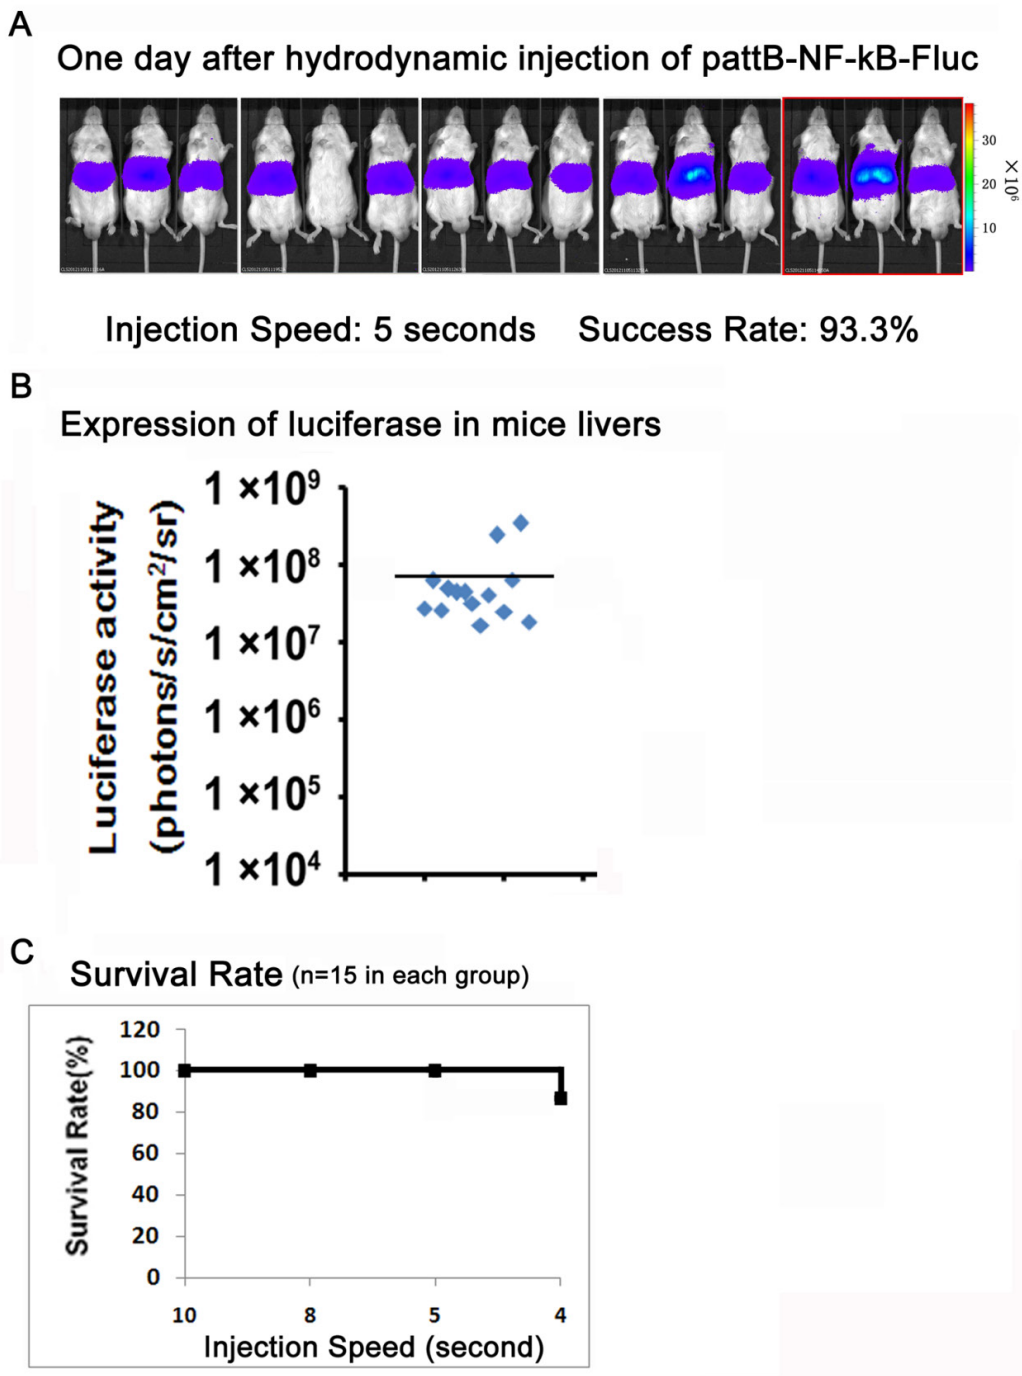 A
One day after hydrodynamic injection of pattB-NF-kB-Fluc
30
20
10
×10⁶
Injection Speed: 5 seconds Success Rate: 93.3%
B
Expression of luciferase in mice livers
Luciferase activity
(photons/s/cm²/sr)
1 ×10⁹
1 ×10⁸
1 ×10⁷
1 ×10⁶
1 ×10⁵
1 ×10⁴
C
Survival Rate (n=15 in each group)
Survival Rate(%)
120
100
80
60
40
20
0
10 8 5 4
Injection Speed (second)